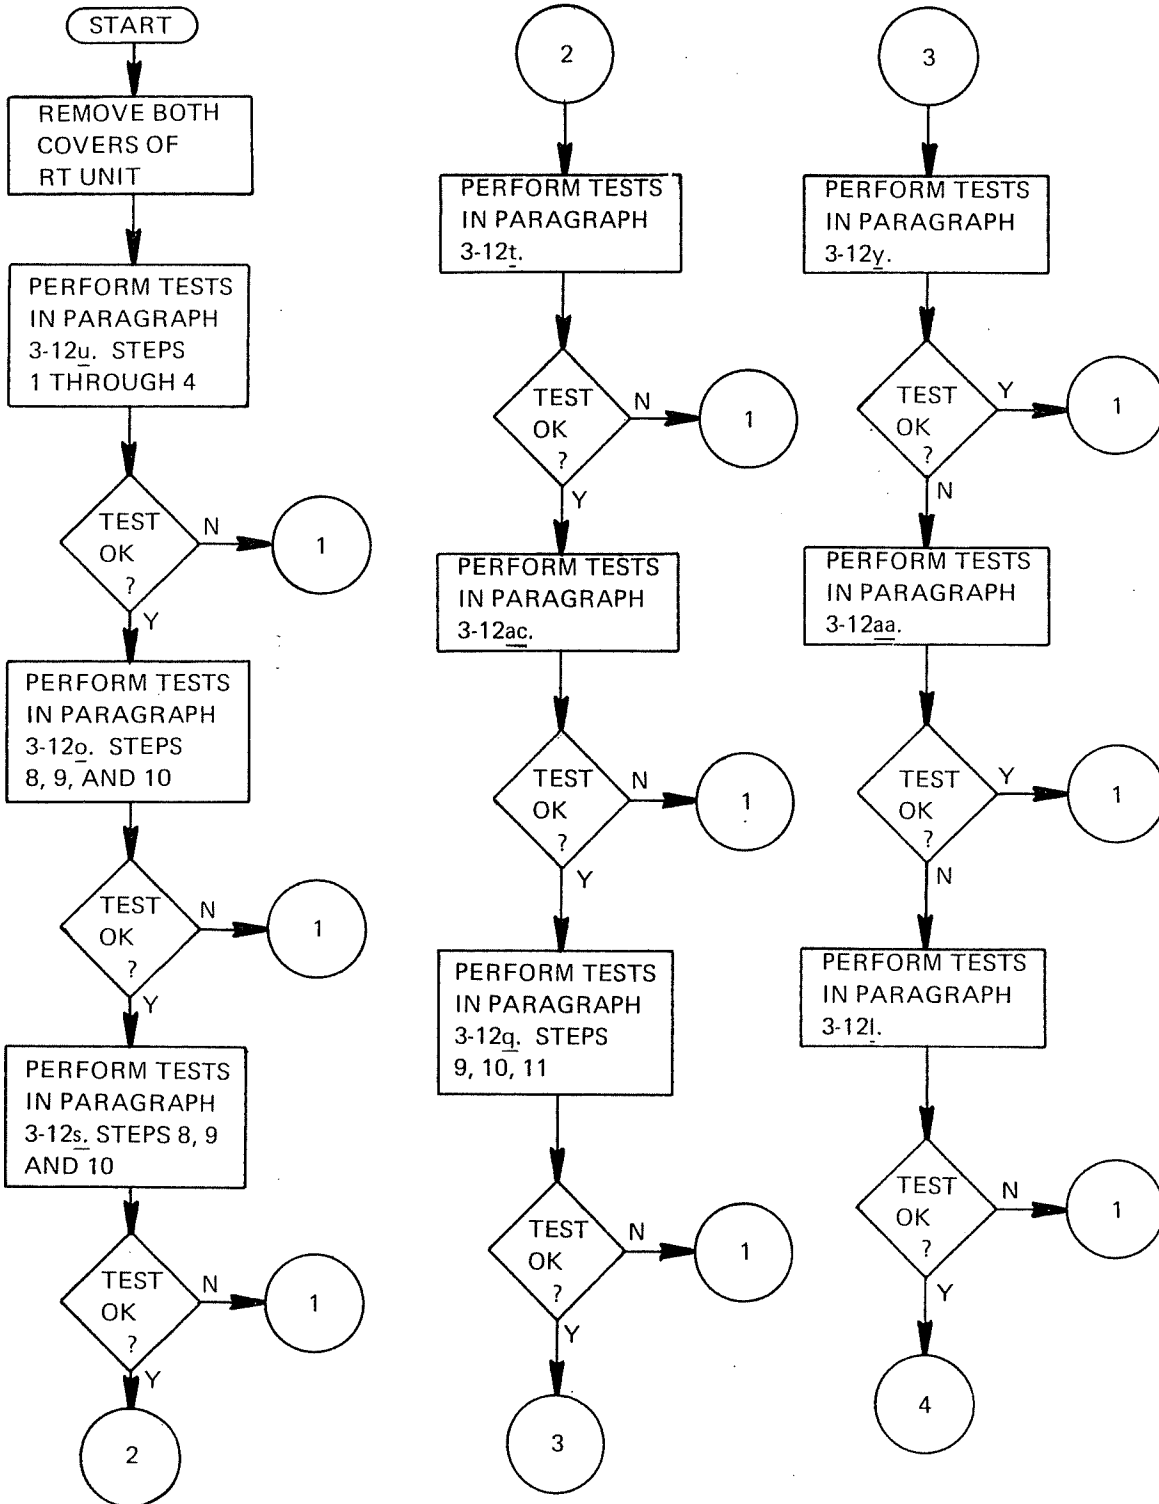 START
REMOVE BOTH
COVERS OF
RT UNIT
PERFORM TESTS
IN PARAGRAPH
3-12u. STEPS
1 THROUGH 4
TEST
OK
?
N
1
Y
PERFORM TESTS
IN PARAGRAPH
3-12o. STEPS
8, 9, AND 10
TEST
OK
?
N
1
Y
PERFORM TESTS
IN PARAGRAPH
3-12s. STEPS 8, 9
AND 10
TEST
OK
?
N
1
Y
2
2
PERFORM TESTS
IN PARAGRAPH
3-12t.
TEST
OK
?
N
1
Y
PERFORM TESTS
IN PARAGRAPH
3-12ac.
TEST
OK
?
N
1
Y
PERFORM TESTS
IN PARAGRAPH
3-12q. STEPS
9, 10, 11
TEST
OK
?
N
1
Y
3
3
PERFORM TESTS
IN PARAGRAPH
3-12y.
TEST
OK
?
Y
1
N
PERFORM TESTS
IN PARAGRAPH
3-12aa.
TEST
OK
?
Y
1
N
PERFORM TESTS
IN PARAGRAPH
3-12l.
TEST
OK
?
N
1
Y
4